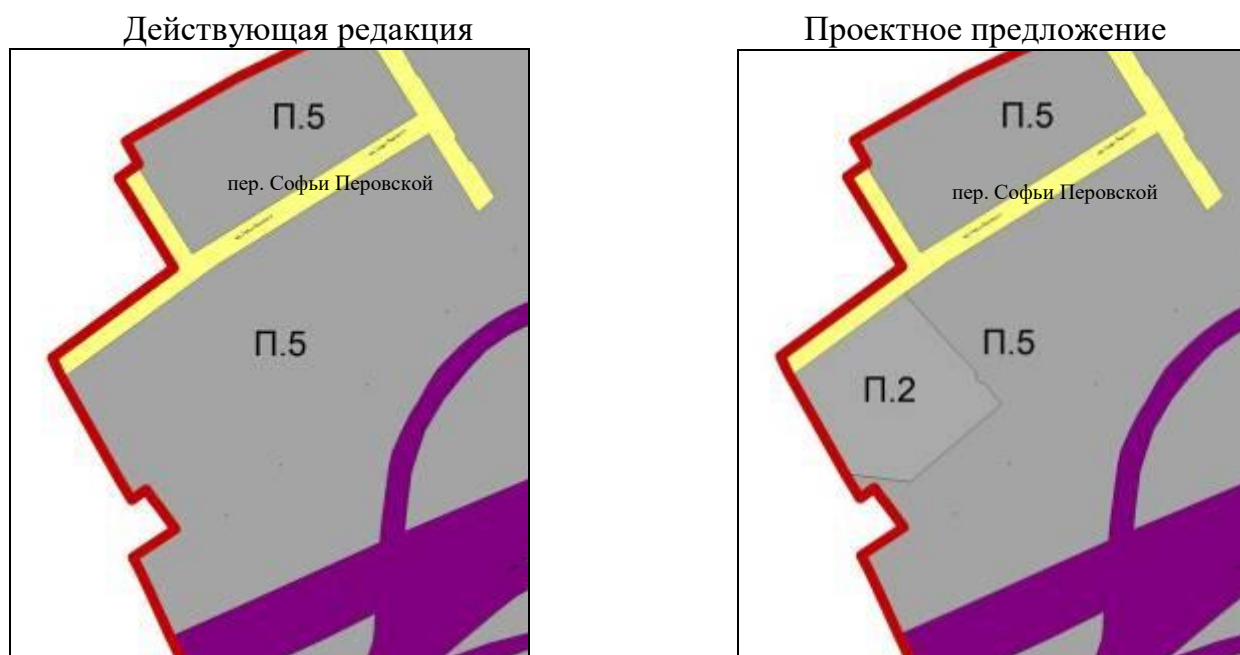 Действующая редакция
П.5
пер. Софьи Перовской
П.5
Проектное предложение
П.5
пер. Софьи Перовской
П.5
П.2